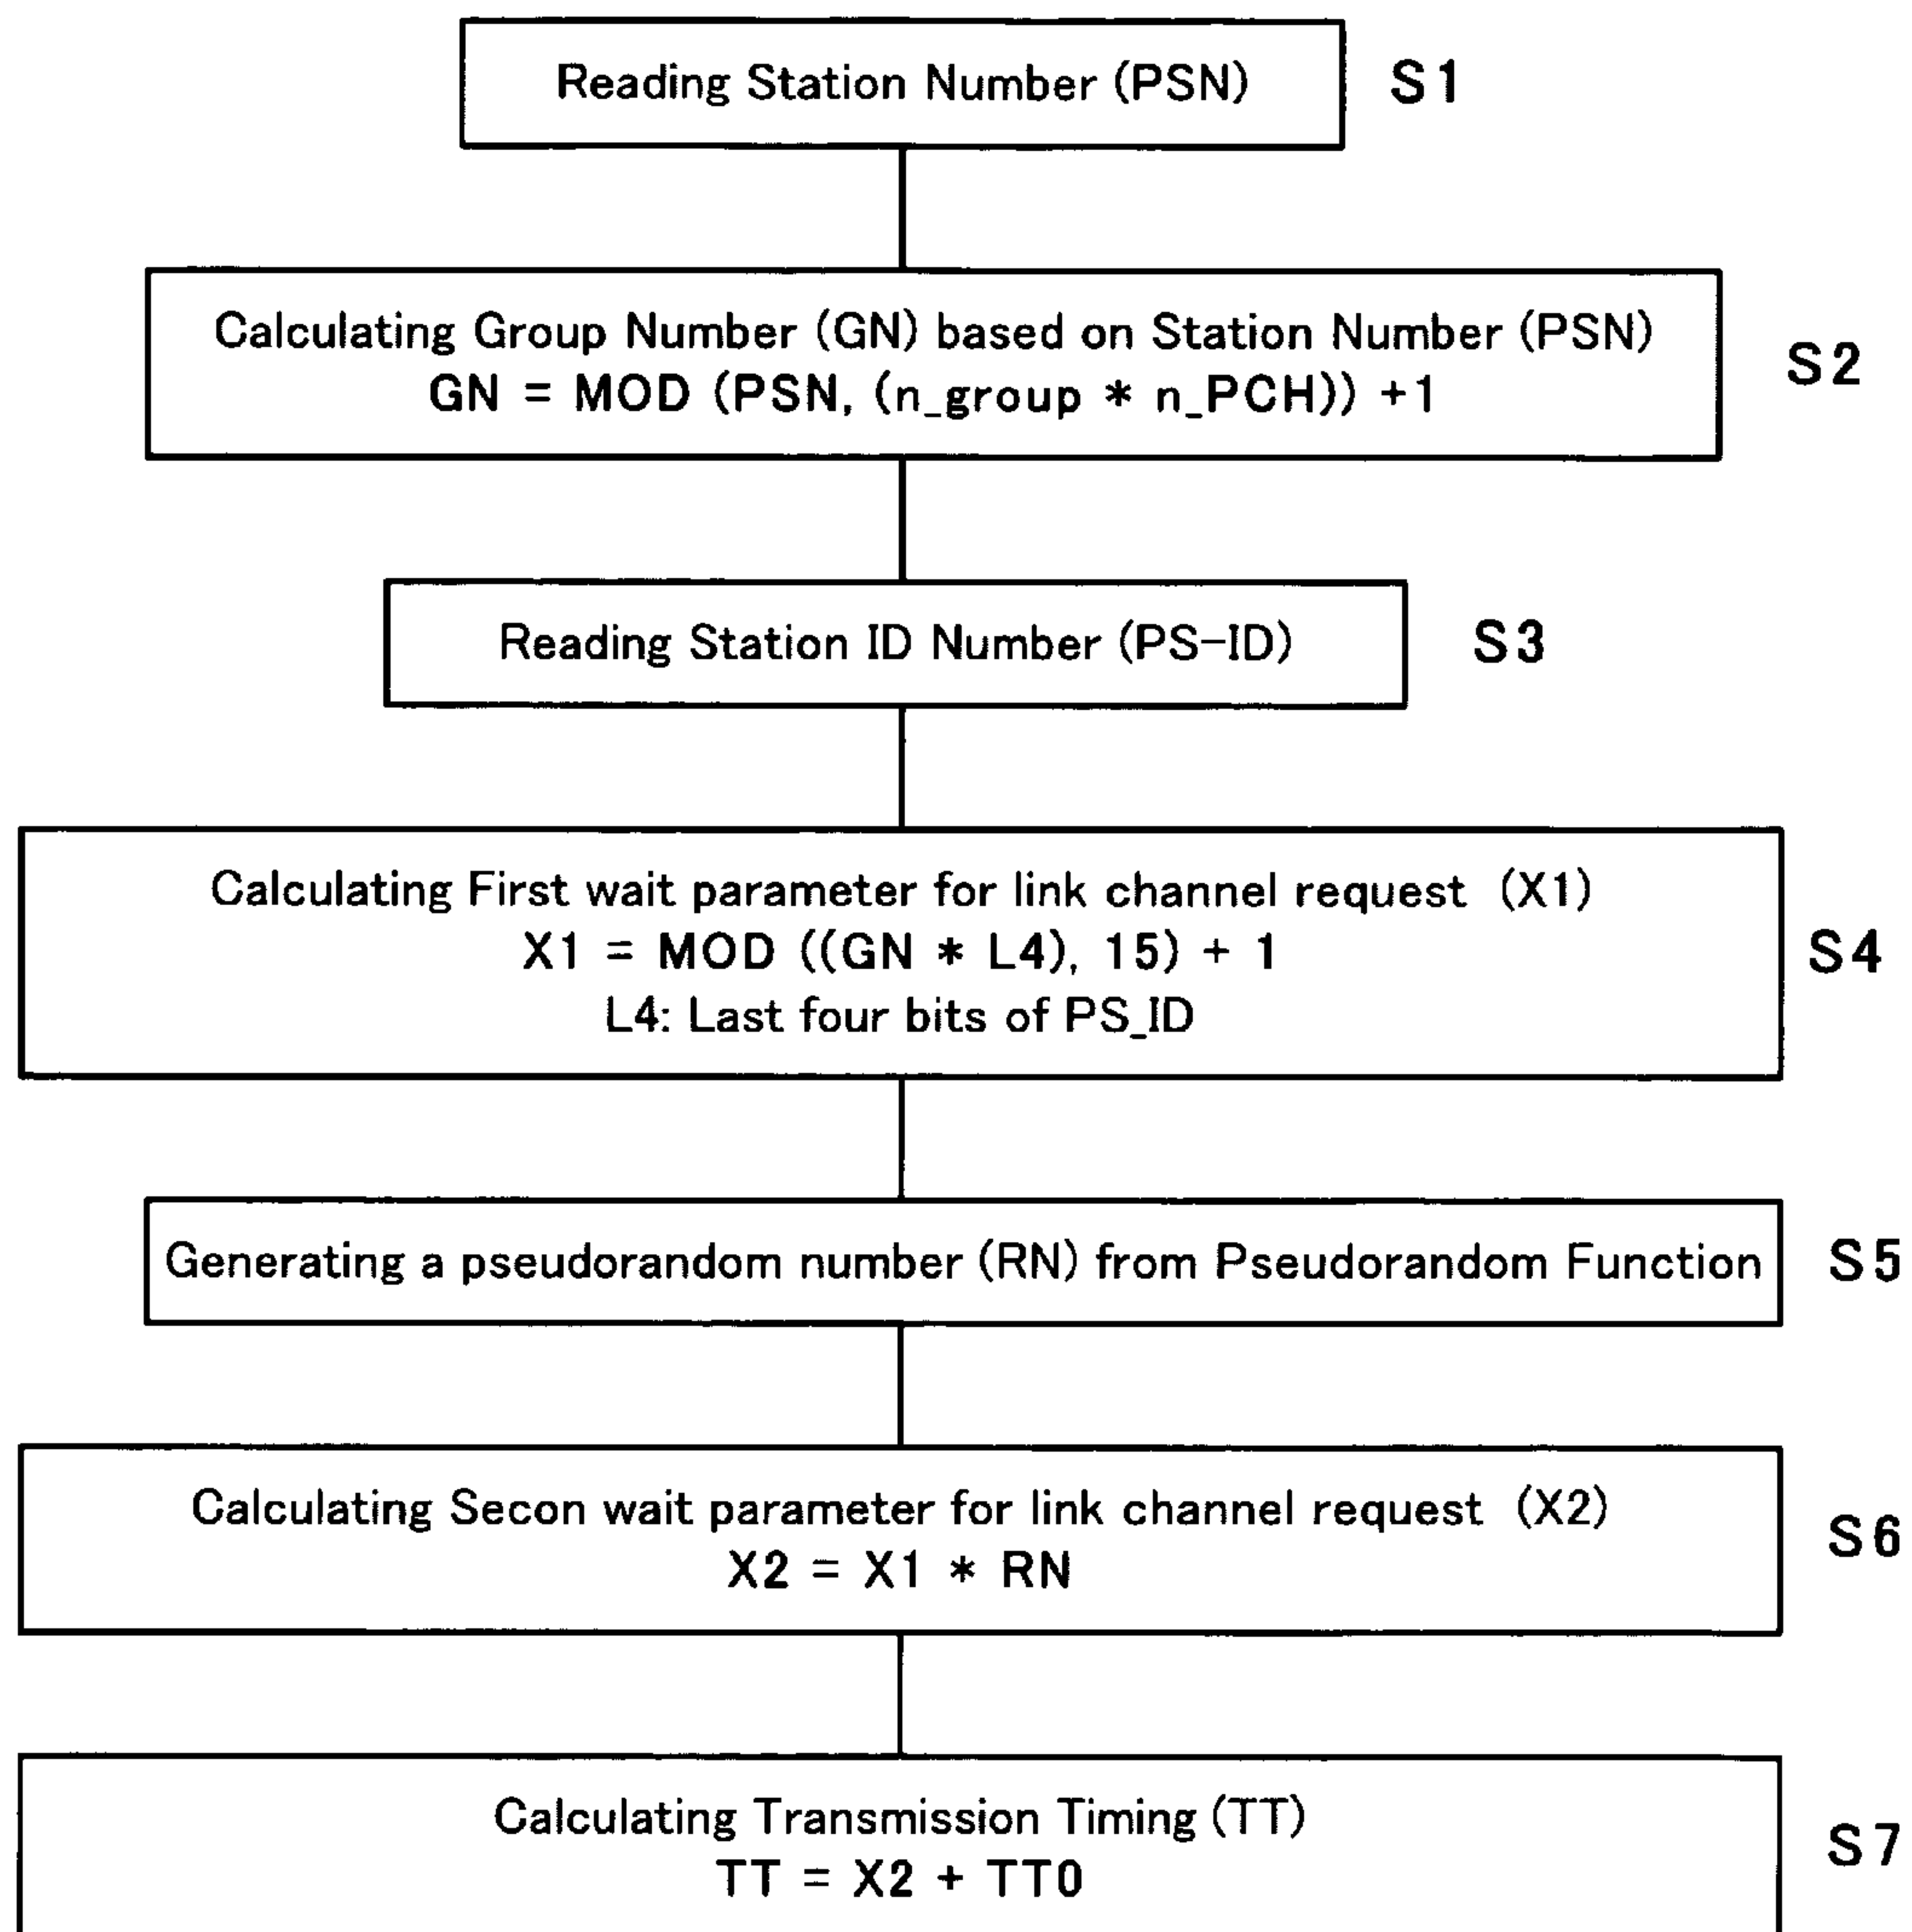 Reading Station Number (PSN) S1
Calculating Group Number (GN) based on Station Number (PSN)
GN = MOD (PSN, (n_group * n_PCH)) +1
S2
Reading Station ID Number (PS-ID) S3
Calculating First wait parameter for link channel request (X1)
X1 = MOD ((GN * L4), 15) + 1
S4
L4: Last four bits of PS_ID
Generating a pseudorandom number (RN) from Pseudorandom Function S5
Calculating Secon wait parameter for link channel request (X2)
X2 = X1 * RN
S6
Calculating Transmission Timing (TT)
TT = X2 + TT0
S7